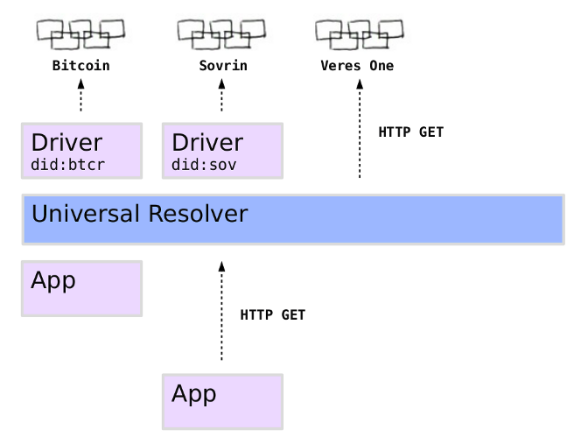 Bitcoin
Sovrin
Veres One
HTTP GET
Driver
did:btcr
Driver
did:sov
Universal Resolver
App
HTTP GET
App